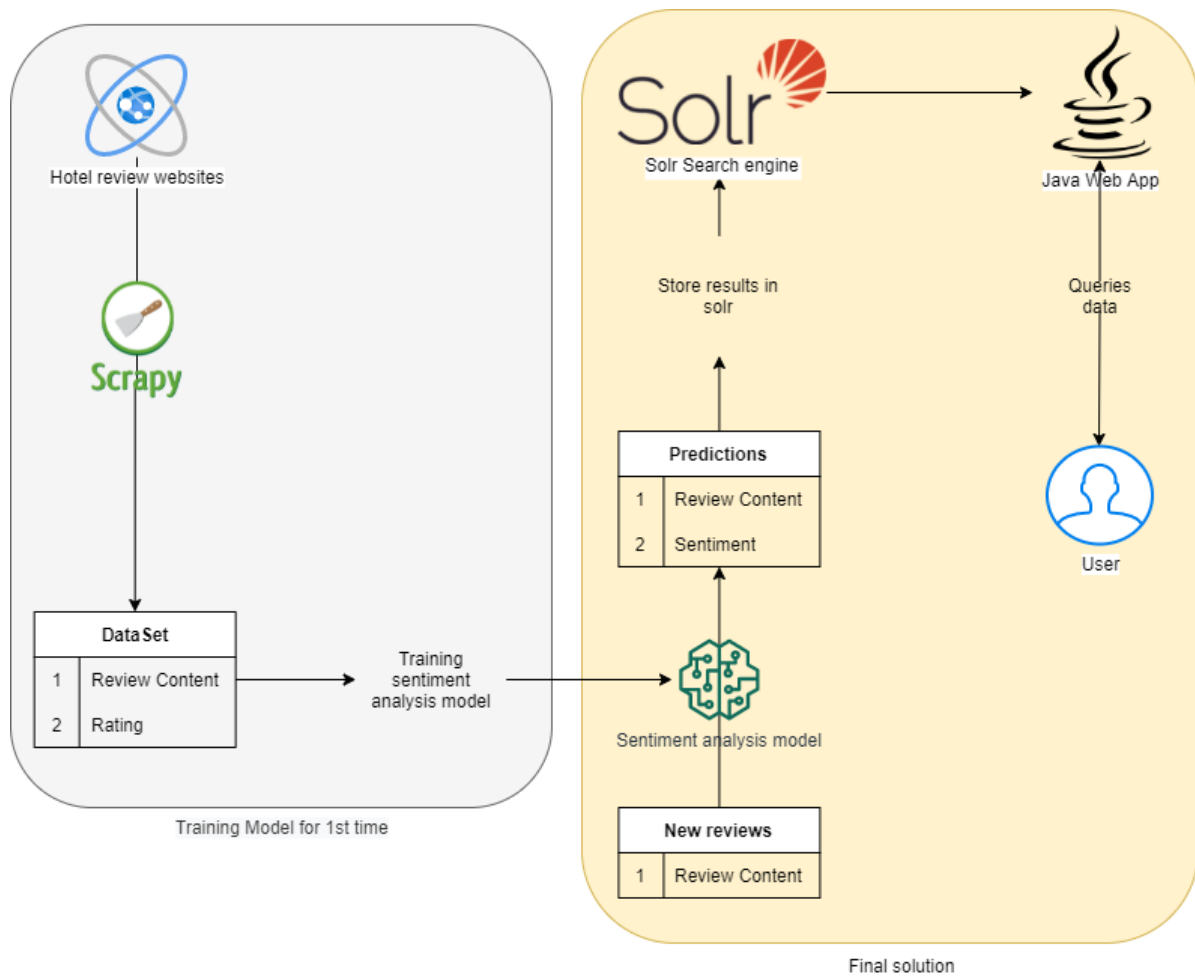 Hotel review websites
Scrapy
DataSet
1 Review Content
2 Rating
Training
sentiment
analysis model
Training Model for 1st time
Solr
Solr Search engine
Java Web App
Store results in
solr
Queries
data
Predictions
1 Review Content
2 Sentiment
User
Sentiment analysis model
New reviews
1 Review Content
Final solution